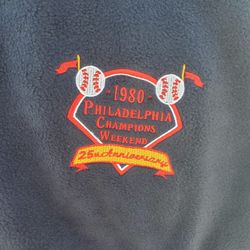 - 1980 -
PHILADELPHIA
CHAMPIONS
WEEKEND
25TH Anniversary